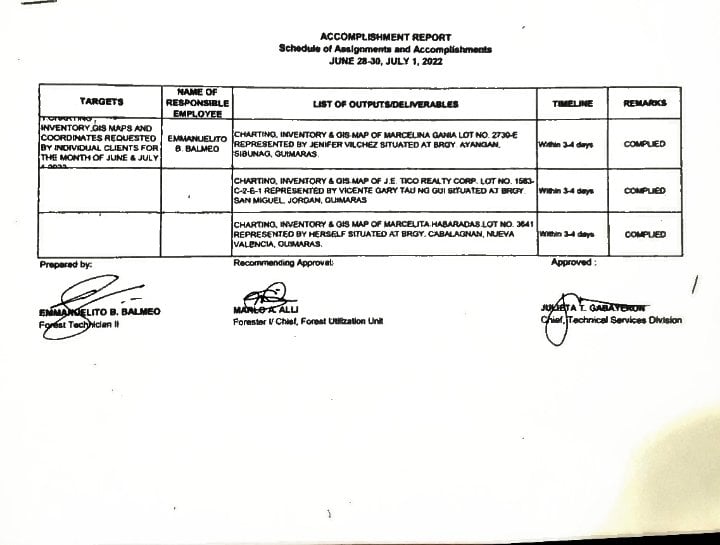 ACCOMPLISHMENT REPORT
Schedule of Assignments and Accomplishments
JUNE 28-30, JULY 1, 2022
TARGETS
NAME OF
RESPONSIBLE
EMPLOYEE
LIST OF OUTPUTS/DELIVERABLES
TIMELINE
REMARKS
INVENTORY,GIS MAPS AND
COORDINATES REQUESTED
BY INDIVIDUAL CLIENTS FOR
THE MONTH OF JUNE & JULY
EMMANUELITO
B. BALMEO
CHARTING, INVENTORY & GIS MAP OF MARCELINA GANIA LOT NO. 2739-E
REPRESENTED BY JENIFER VILCHEZ SITUATED AT BRGY. AYANGAN,
SIBUNAG, GUIMARAS.
Within 3-4 days
COMPLIED
CHARTING, INVENTORY & GIS MAP OF J.E. TICO REALTY CORP. LOT NO. 1583-
C-2-E-1 REPRESENTED BY VICENTE GARY TAU NG GUI SITUATED AT BRGY.
SAN MIGUEL, JORDAN, GUIMARAS
Within 3-4 days
COMPLIED
CHARTING, INVENTORY & GIS MAP OF MARCELITA HABARADAS LOT NO. 3641
REPRESENTED BY HERSELF SITUATED AT BRGY. CABALAGNAN, NUEVA
VALENCIA, GUIMARAS.
Within 3-4 days
COMPLIED
Prepared by:
Recommending Approval:
Approved :
EMMANUELITO B. BALMEO
Forest Technician II
MARLO A. ALLI
Forester I/ Chief, Forest Utilization Unit
JULIETA T. GABAYERON
Chief, Technical Services Division